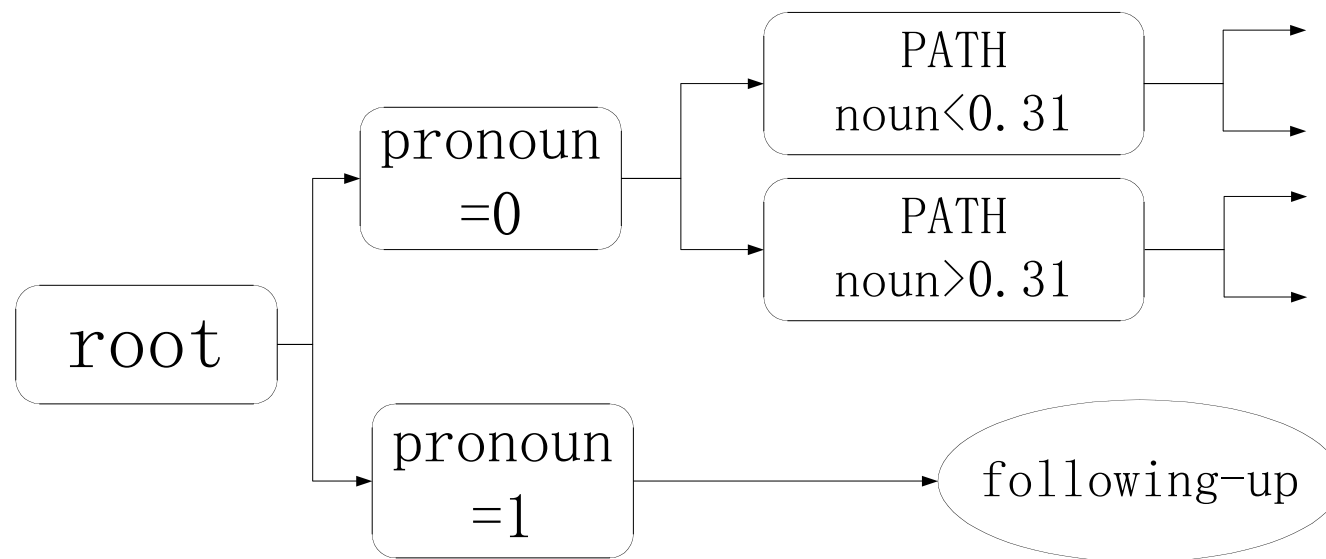 PATH
noun<0.31
pronoun
=0
PATH
noun>0.31
root
pronoun
=1
following-up